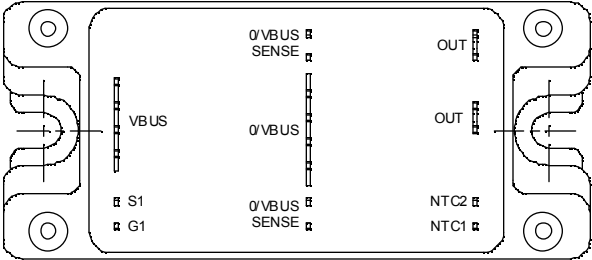 0/VBUS
SENSE
OUT
VBUS
0/VBUS
OUT
S1
0/VBUS
SENSE
NTC2
G1
NTC1